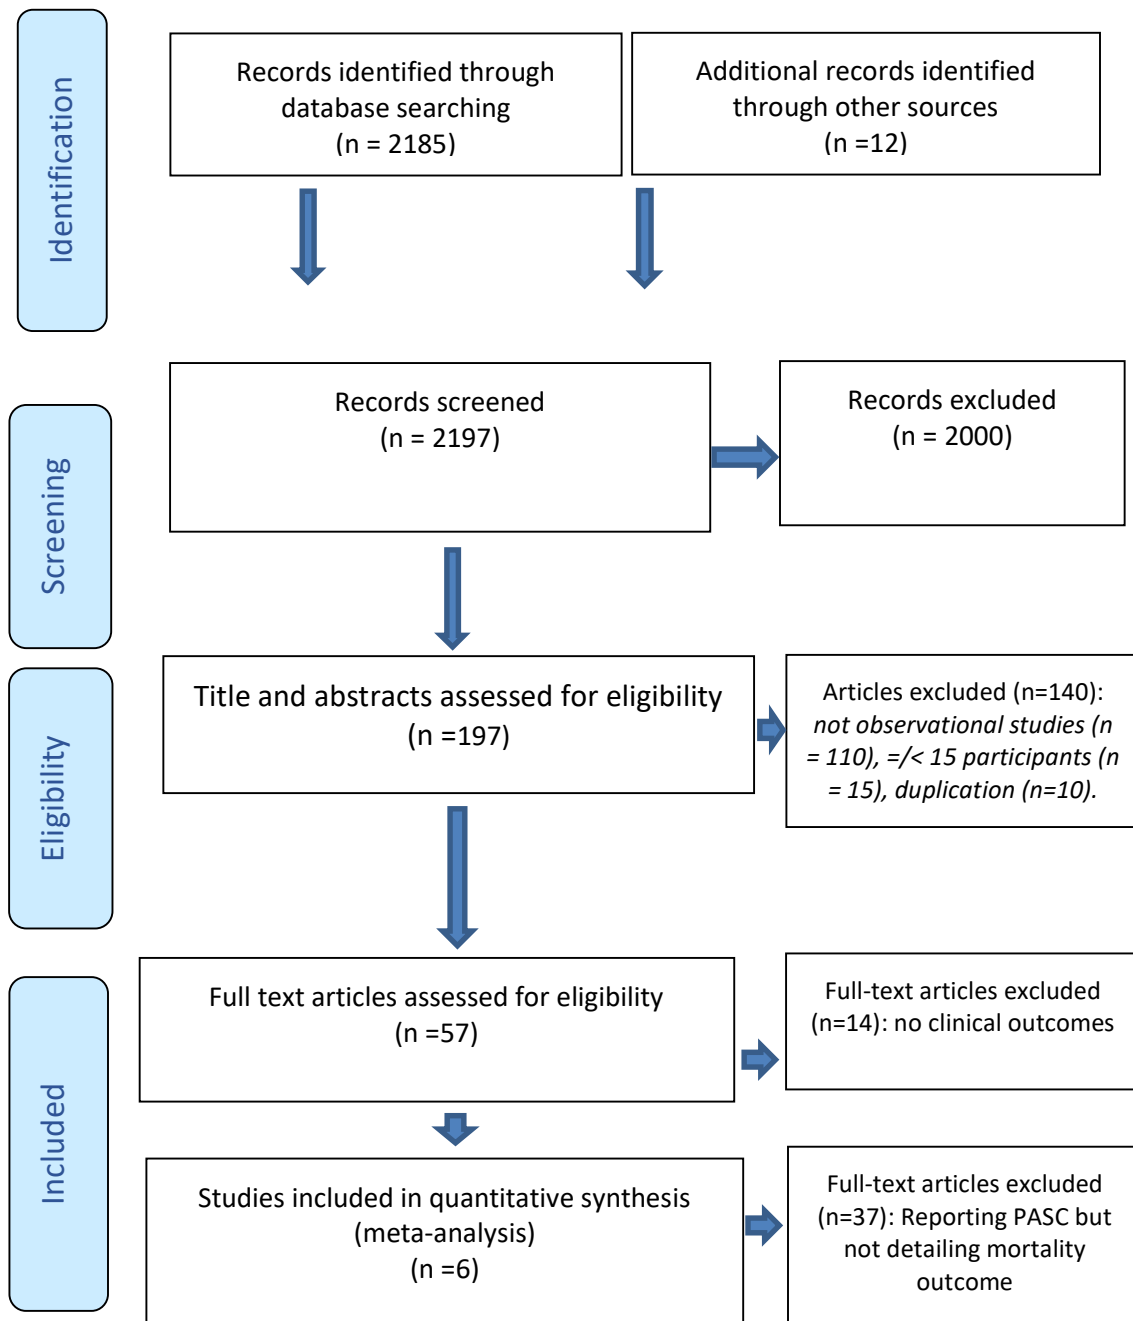 Identification
Records identified through
database searching
(n = 2185)
Additional records identified
through other sources
(n =12)
Screening
Records screened
(n = 2197)
Records excluded
(n = 2000)
Eligibility
Title and abstracts assessed for eligibility
(n =197)
Articles excluded (n=140):
not observational studies (n
= 110), =/< 15 participants (n
= 15), duplication (n=10).
Included
Full text articles assessed for eligibility
(n =57)
Full-text articles excluded
(n=14): no clinical outcomes
Studies included in quantitative synthesis
(meta-analysis)
(n =6)
Full-text articles excluded
(n=37): Reporting PASC but
not detailing mortality
outcome